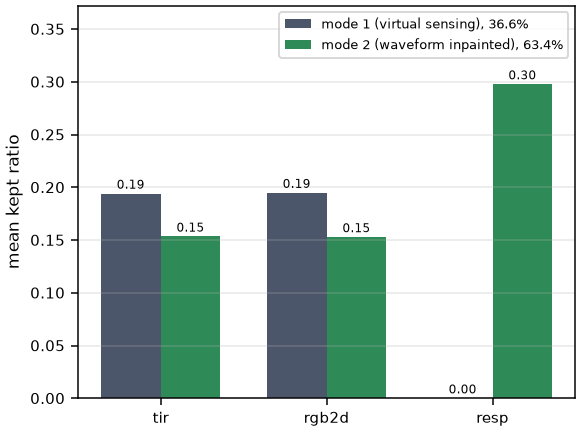 mode 1 (virtual sensing), 36.6%
mode 2 (waveform inpainted), 63.4%
mean kept ratio
0.35
0.30
0.25
0.20
0.15
0.10
0.05
0.00
0.19
0.15
0.19
0.15
0.00
0.30
tir
rgb2d
resp